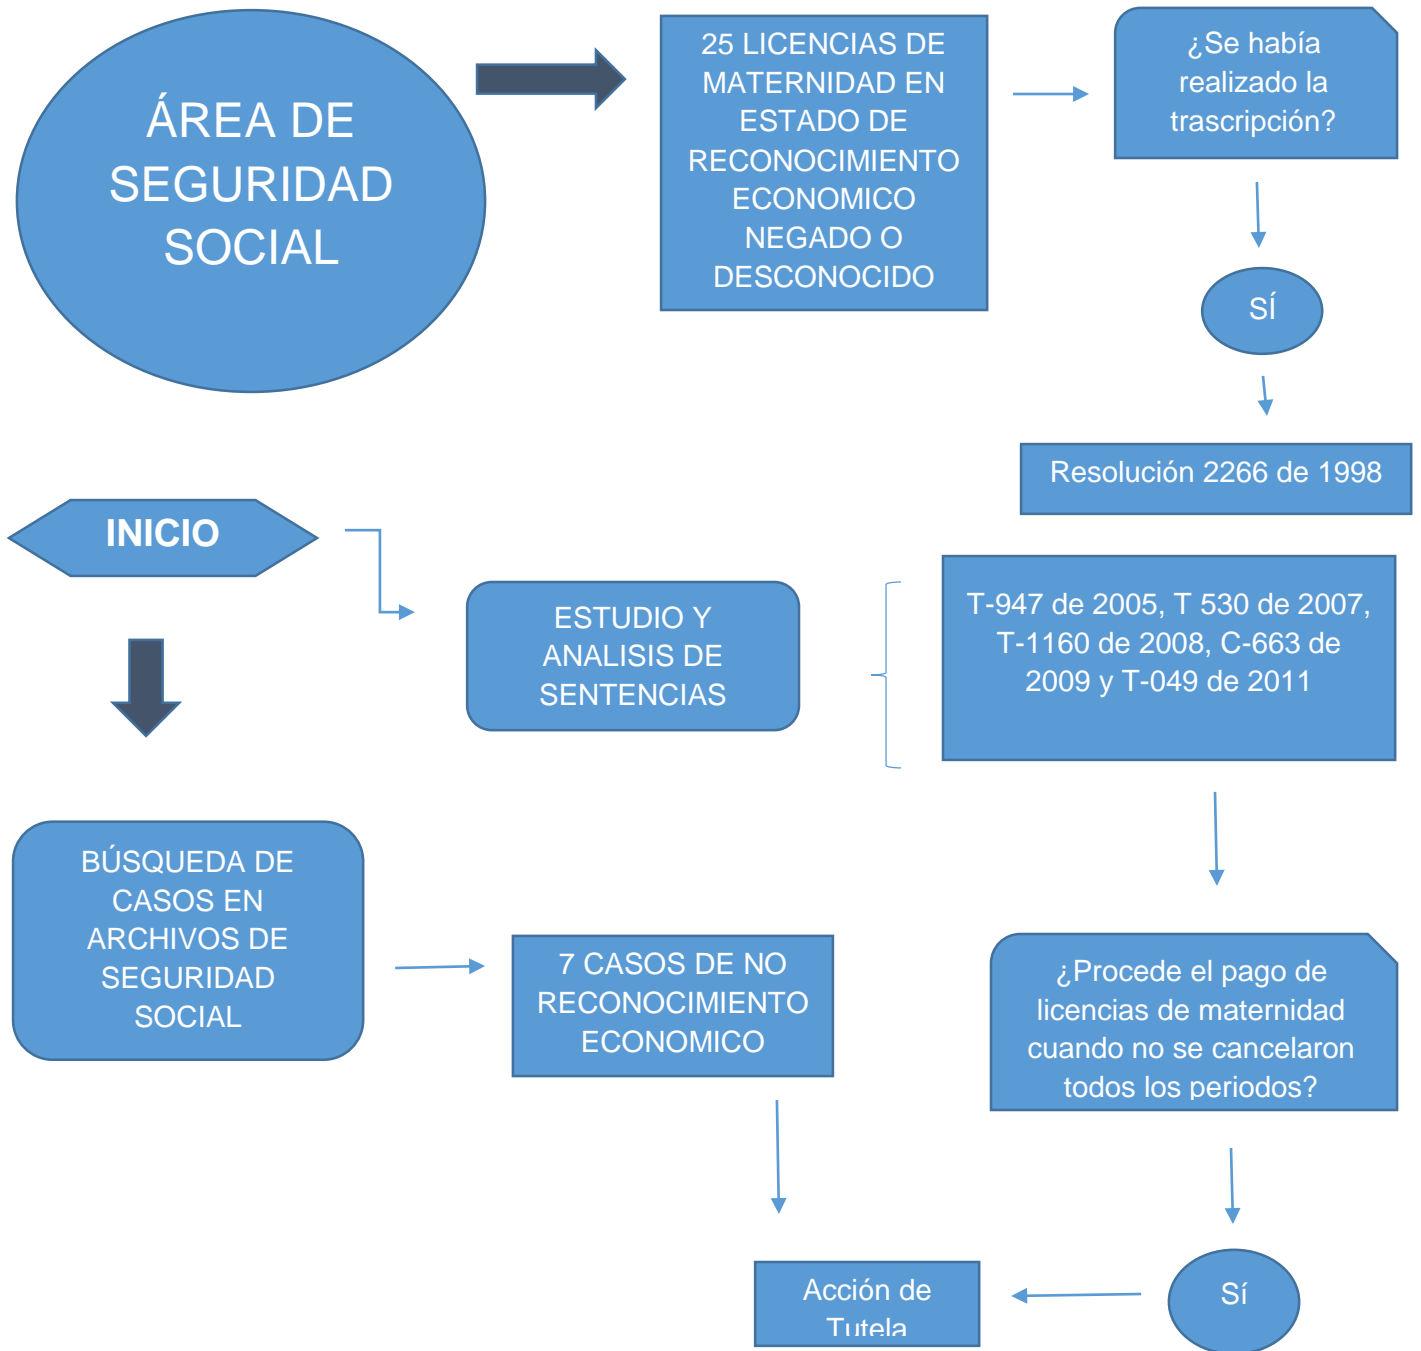 ÁREA DE
SEGURIDAD
SOCIAL
25 LICENCIAS DE
MATERNIDAD EN
ESTADO DE
RECONOCIMIENTO
ECONOMICO
NEGADO O
DESCONOCIDO
¿Se había
realizado la
trascripción?
SÍ
Resolución 2266 de 1998
INICIO
ESTUDIO Y
ANALISIS DE
SENTENCIAS
T-947 de 2005, T 530 de 2007,
T-1160 de 2008, C-663 de
2009 y T-049 de 2011
BÚSQUEDA DE
CASOS EN
ARCHIVOS DE
SEGURIDAD
SOCIAL
7 CASOS DE NO
RECONOCIMIENTO
ECONOMICO
¿Procede el pago de
licencias de maternidad
cuando no se cancelaron
todos los periodos?
Acción de
Tutela
Sí